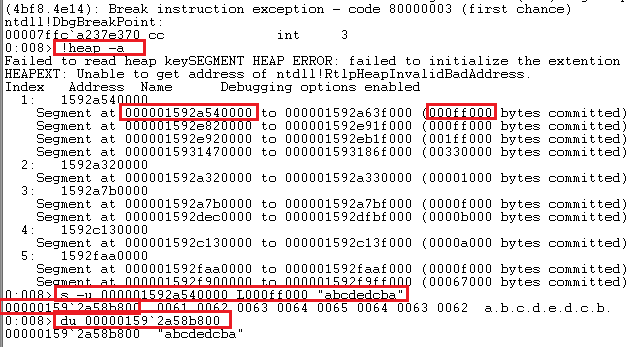 (4bf8.4e14): Break instruction exception - code 80000003 (first chance)
ntdll!DbgBreakPoint:
00007ffc`a237e370 cc              int     3
0:008> !heap -a
Failed to read heap keySEGMENT HEAP ERROR: failed to initialize the extention
HEAPEXT: Unable to get address of ntdll!RtlpHeapInvalidBadAddress.
Index   Address  Name      Debugging options enabled
  1:   1592a540000
    Segment at 000001592a540000 to 000001592a63f000 (000ff000 bytes committed)
    Segment at 000001592e820000 to 000001592e91f000 (000ff000 bytes committed)
    Segment at 000001592e920000 to 000001592eb1f000 (001ff000 bytes committed)
    Segment at 0000015931470000 to 000001593186f000 (00330000 bytes committed)
  2:   1592a320000
    Segment at 000001592a320000 to 000001592a330000 (00001000 bytes committed)
  3:   1592a7b0000
    Segment at 000001592a7b0000 to 000001592a7bf000 (0000f000 bytes committed)
    Segment at 000001592dec0000 to 000001592dfbf000 (0000b000 bytes committed)
  4:   1592c130000
    Segment at 000001592c130000 to 000001592c13f000 (0000a000 bytes committed)
  5:   1592faa0000
    Segment at 000001592faa0000 to 000001592faaf000 (0000f000 bytes committed)
    Segment at 000001592f900000 to 000001592f9ff000 (00067000 bytes committed)
0:008> s -u 000001592a540000 L000ff000 "abcdedcba"
00000159`2a58b800  0061 0062 0063 0064 0065 0064 0063 0062  a.b.c.d.e.d.c.b.
0:008> du 00000159`2a58b800
00000159`2a58b800  "abcdedcba"